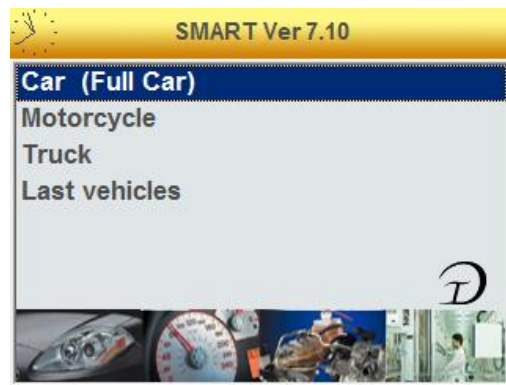 SMART Ver 7.10
Car (Full Car)
Motorcycle
Truck
Last vehicles